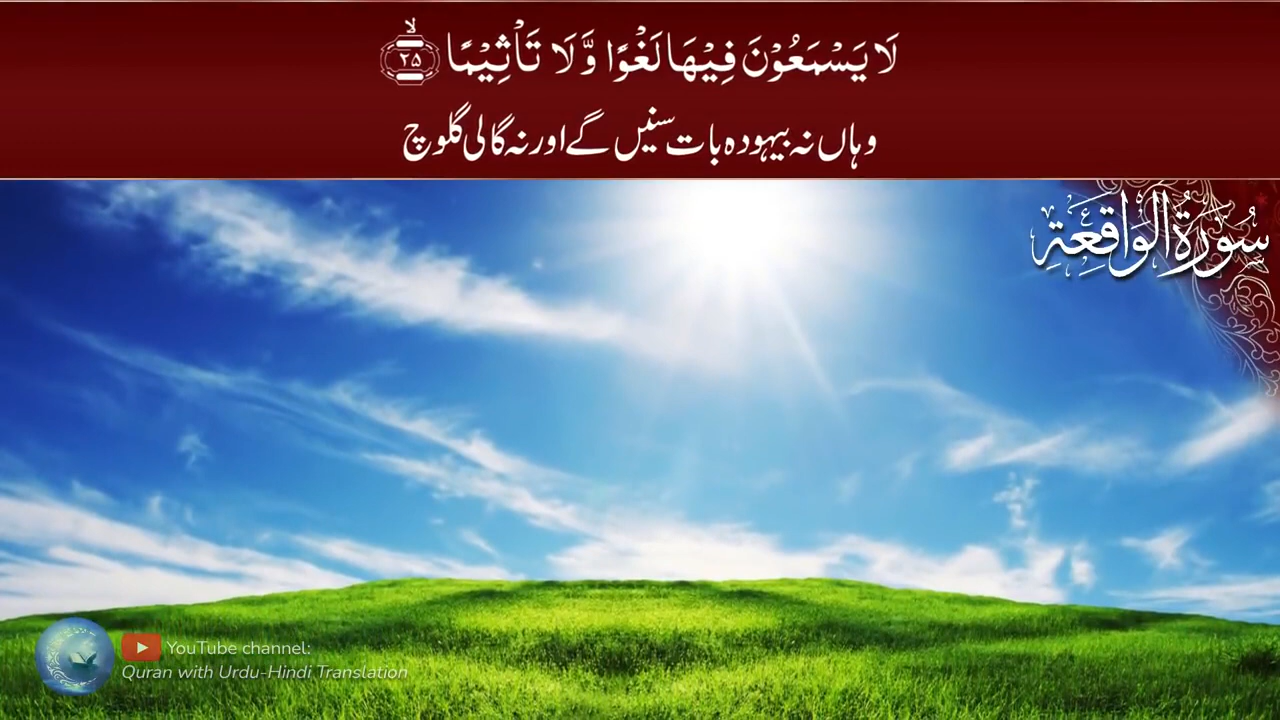 لَا يَسْمَعُوْنَ فِيْهَا لَغْوًا وَّلَا تَاْثِيْمًا ۙ﴿۲۵﴾
وہاں نہ بیہودہ بات سنیں گے اور نہ گالی گلوچ
سُوْرَةُ الْوَاقِعَةِ
YouTube channel:
Quran with Urdu-Hindi Translation